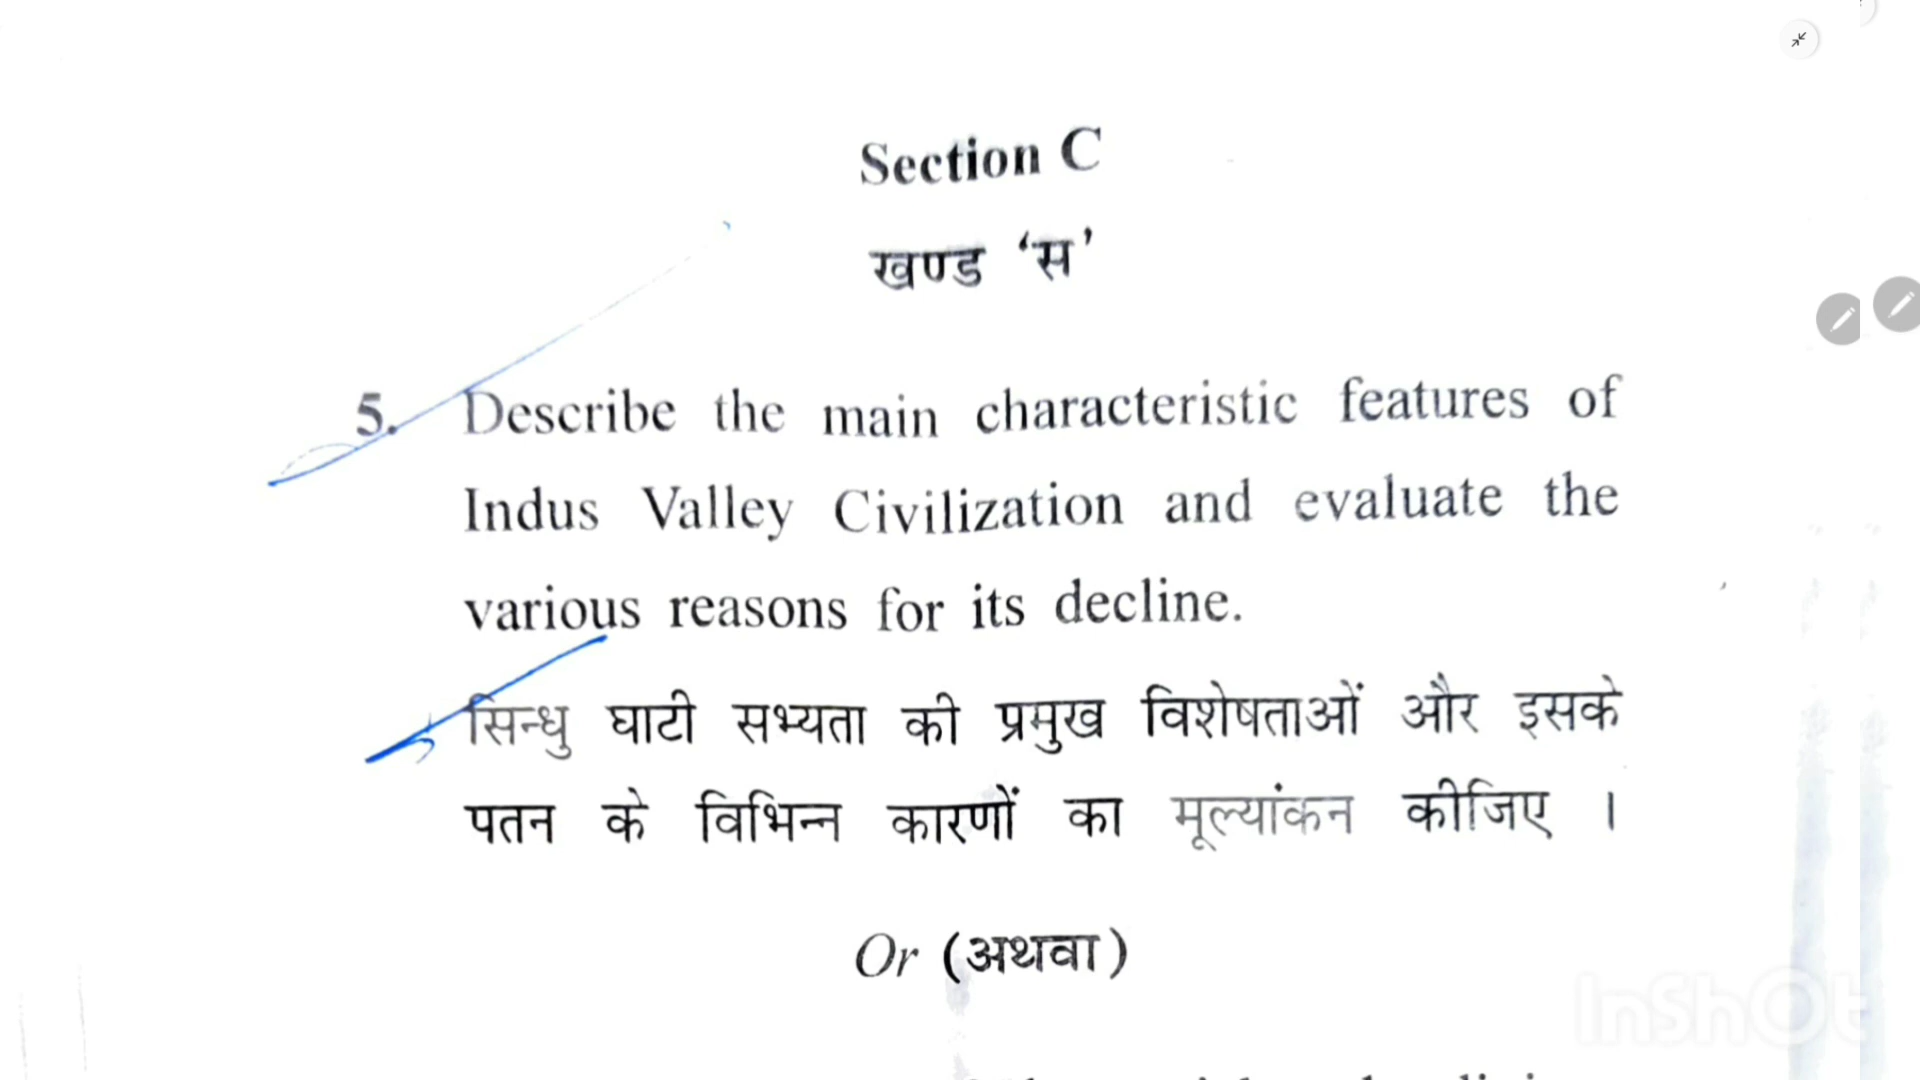 Section C
खण्ड ‘स’
5. Describe the main characteristic features of
Indus Valley Civilization and evaluate the
various reasons for its decline.
सिन्धु घाटी सभ्यता की प्रमुख विशेषताओं और इसके
पतन के विभिन्न कारणों का मूल्यांकन कीजिए ।
Or (अथवा)
InShOt